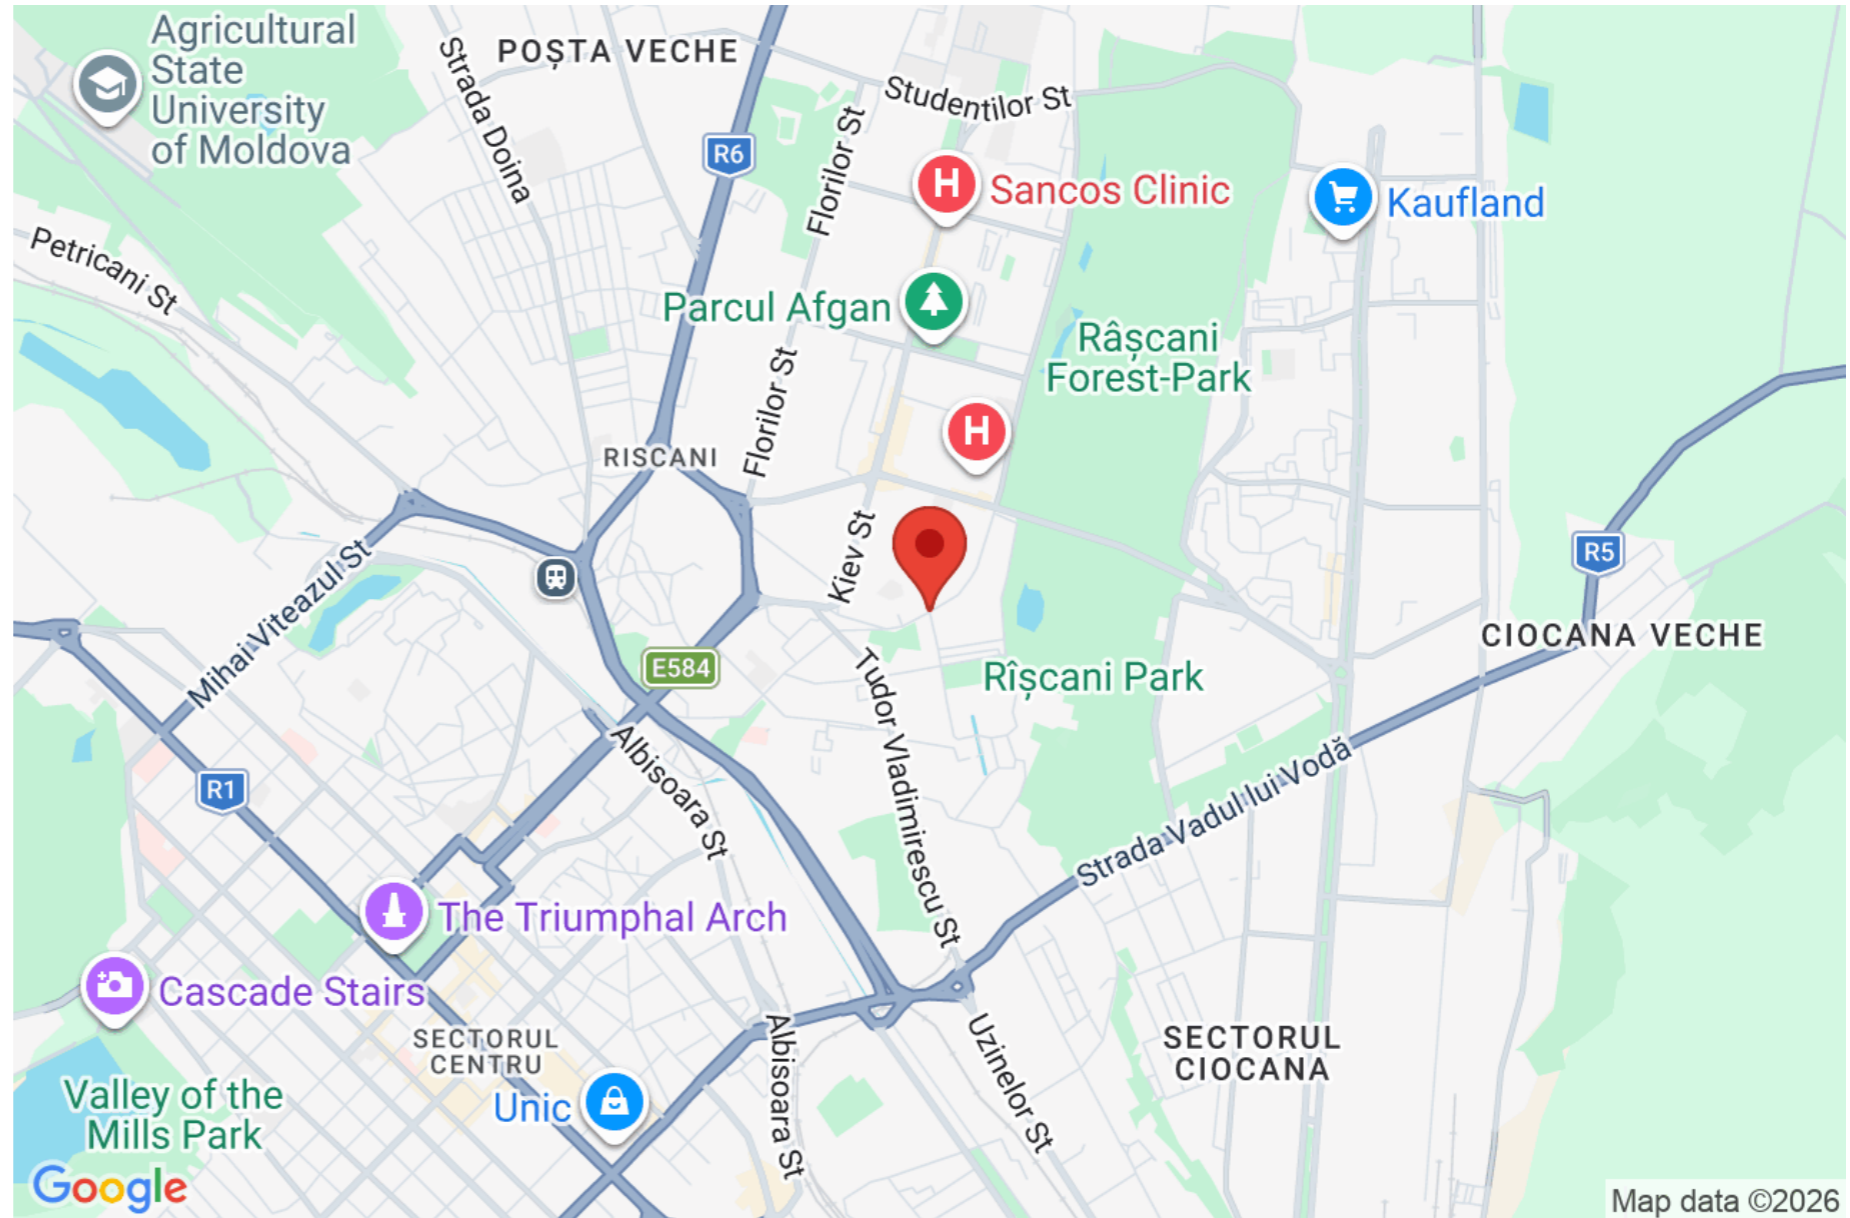 Agricultural
State
University
of Moldova
POȘTA VECHE
Strada Doina
Studentilor St
Florilor St
R6
H
Sancos Clinic
Kaufland
Petricani St
Parcul Afgan
Râșcani
Forest-Park
Florilor St
H
RISCANI
Kiev St
R5
Mihai Viteazul St
CIOCANA VECHE
E584
Rîșcani Park
Tudor Vladimirescu St
Albisoara St
R1
Strada Vadul lui Vodă
The Triumphal Arch
Cascade Stairs
SECTORUL
CENTRU
Albisoara St
Uzinelor St
SECTORUL
CIOCANA
Valley of the
Mills Park
Unic
Google
Map data ©2026